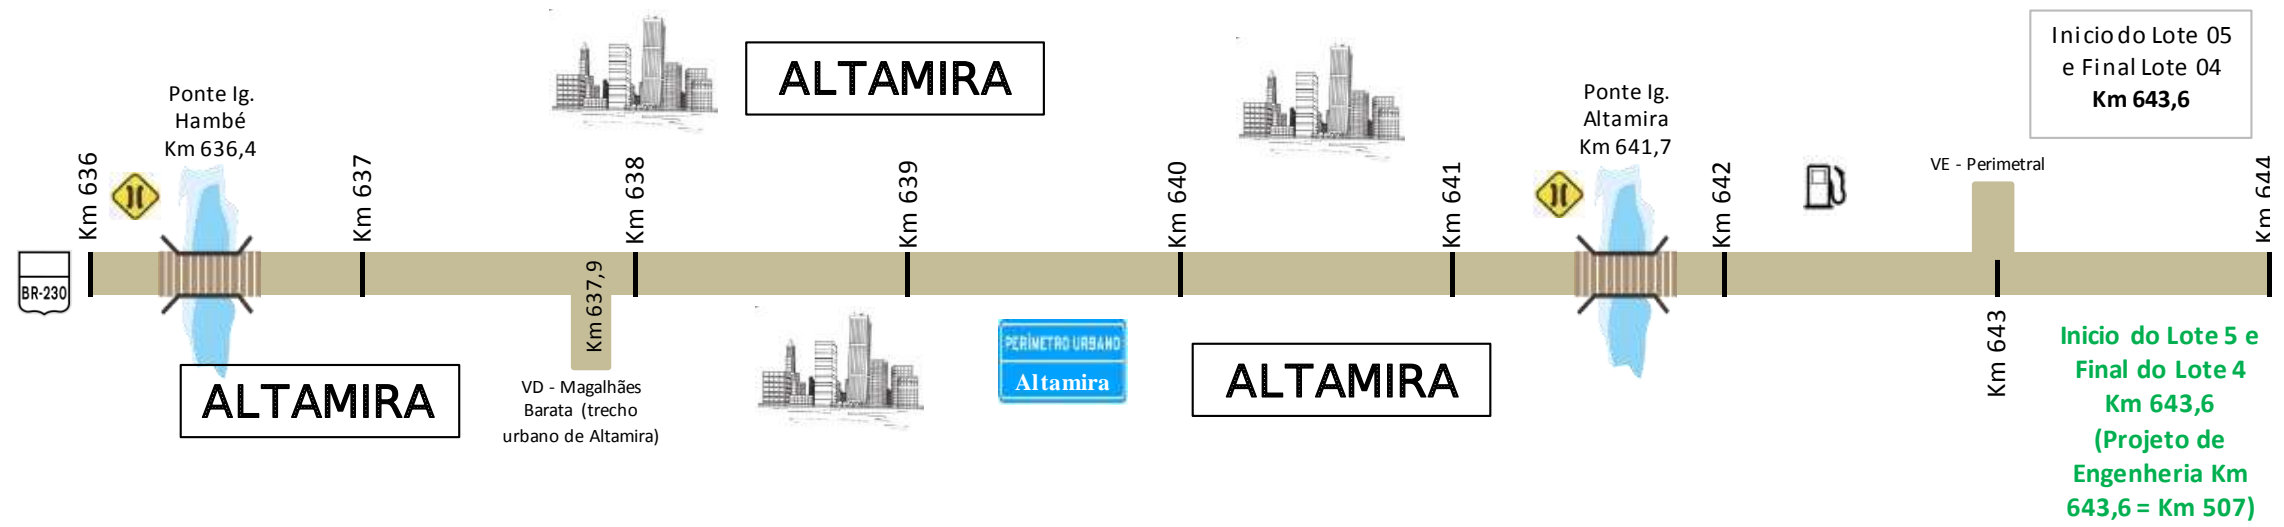 ALTAMIRA
Inicio do Lote 05
e Final Lote 04
Km 643,6
Ponte Ig.
Hambé
Km 636,4
Ponte Ig.
Altamira
Km 641,7
VE - Perimetral
Km 636
Km 637
Km 638
Km 639
Km 640
Km 641
Km 642
Km 644
BR-230
Km 637,9
Km 643
ALTAMIRA
VD - Magalhães
Barata (trecho
urbano de Altamira)
PERÍMETRO URBANO
Altamira
ALTAMIRA
Inicio do Lote 5 e
Final do Lote 4
Km 643,6
(Projeto de
Engenheria Km
643,6 = Km 507)